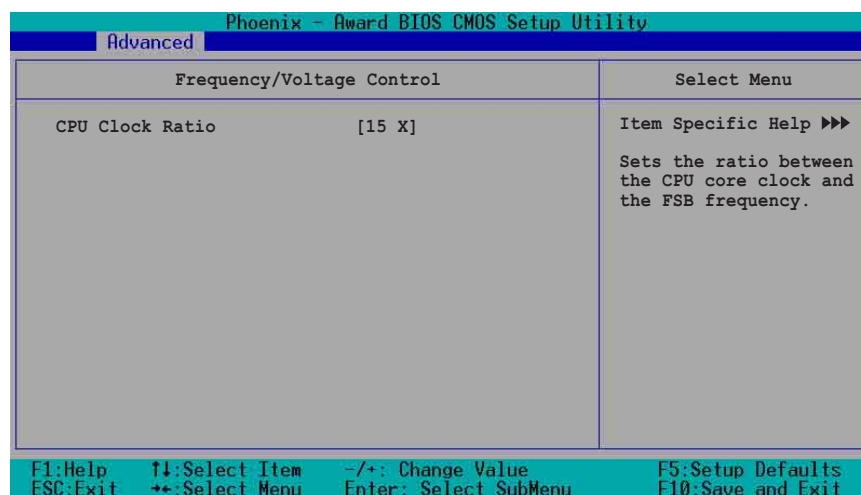 Phoenix - Award BIOS CMOS Setup Utility
Advanced
Frequency/Voltage Control
Select Menu
CPU Clock Ratio [15 X]
Item Specific Help ▶▶▶
Sets the ratio between
the CPU core clock and
the FSB frequency.
F1:Help ↑↓:Select Item -/+: Change Value F5:Setup Defaults
ESC:Exit →←:Select Menu Enter: Select SubMenu F10:Save and Exit